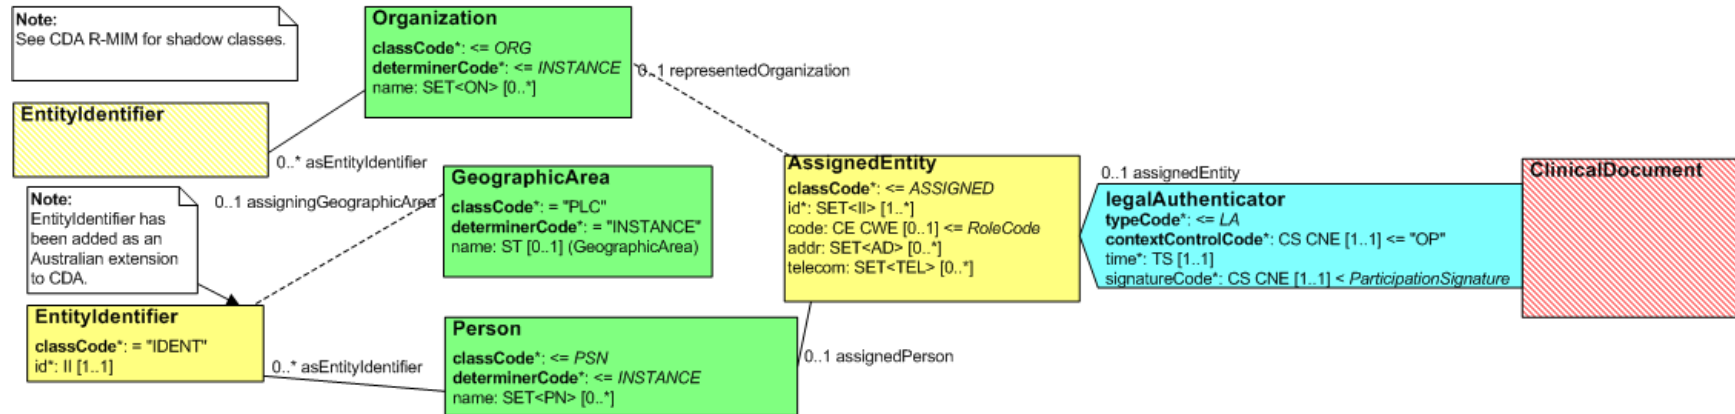 Note:
See CDA R-MIM for shadow classes.
Organization
classCode*: <= ORG
determinerCode*: <= INSTANCE
name: SET<ON> [0..*]
0..1 representedOrganization
EntityIdentifier
0..* asEntityIdentifier
Note:
EntityIdentifier has
been added as an
Australian extension
to CDA.
0..1 assigningGeographicArea
GeographicArea
classCode*: = "PLC"
determinerCode*: = "INSTANCE"
name: ST [0..1] (GeographicArea)
AssignedEntity
classCode*: <= ASSIGNED
id*: SET<II> [1..*]
code: CE CWE [0..1] <= RoleCode
addr: SET<AD> [0..*]
telecom: SET<TEL> [0..*]
0..1 assignedEntity
legalAuthenticator
typeCode*: <= LA
contextControlCode*: CS CNE [1..1] <= "OP"
time*: TS [1..1]
signatureCode*: CS CNE [1..1] < ParticipationSignature
ClinicalDocument
EntityIdentifier
classCode*: = "IDENT"
id*: II [1..1]
0..* asEntityIdentifier
Person
classCode*: <= PSN
determinerCode*: <= INSTANCE
name: SET<PN> [0..*]
0..1 assignedPerson